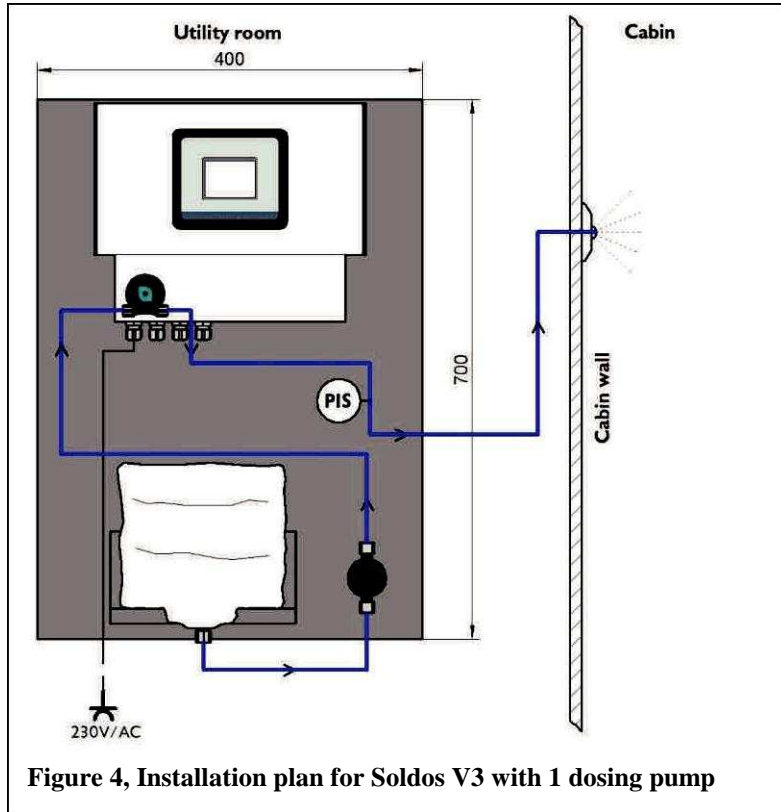 Utility room
Cabin
400
700
PIS
Cabin wall
230V/AC
Figure 4, Installation plan for Soldos V3 with 1 dosing pump